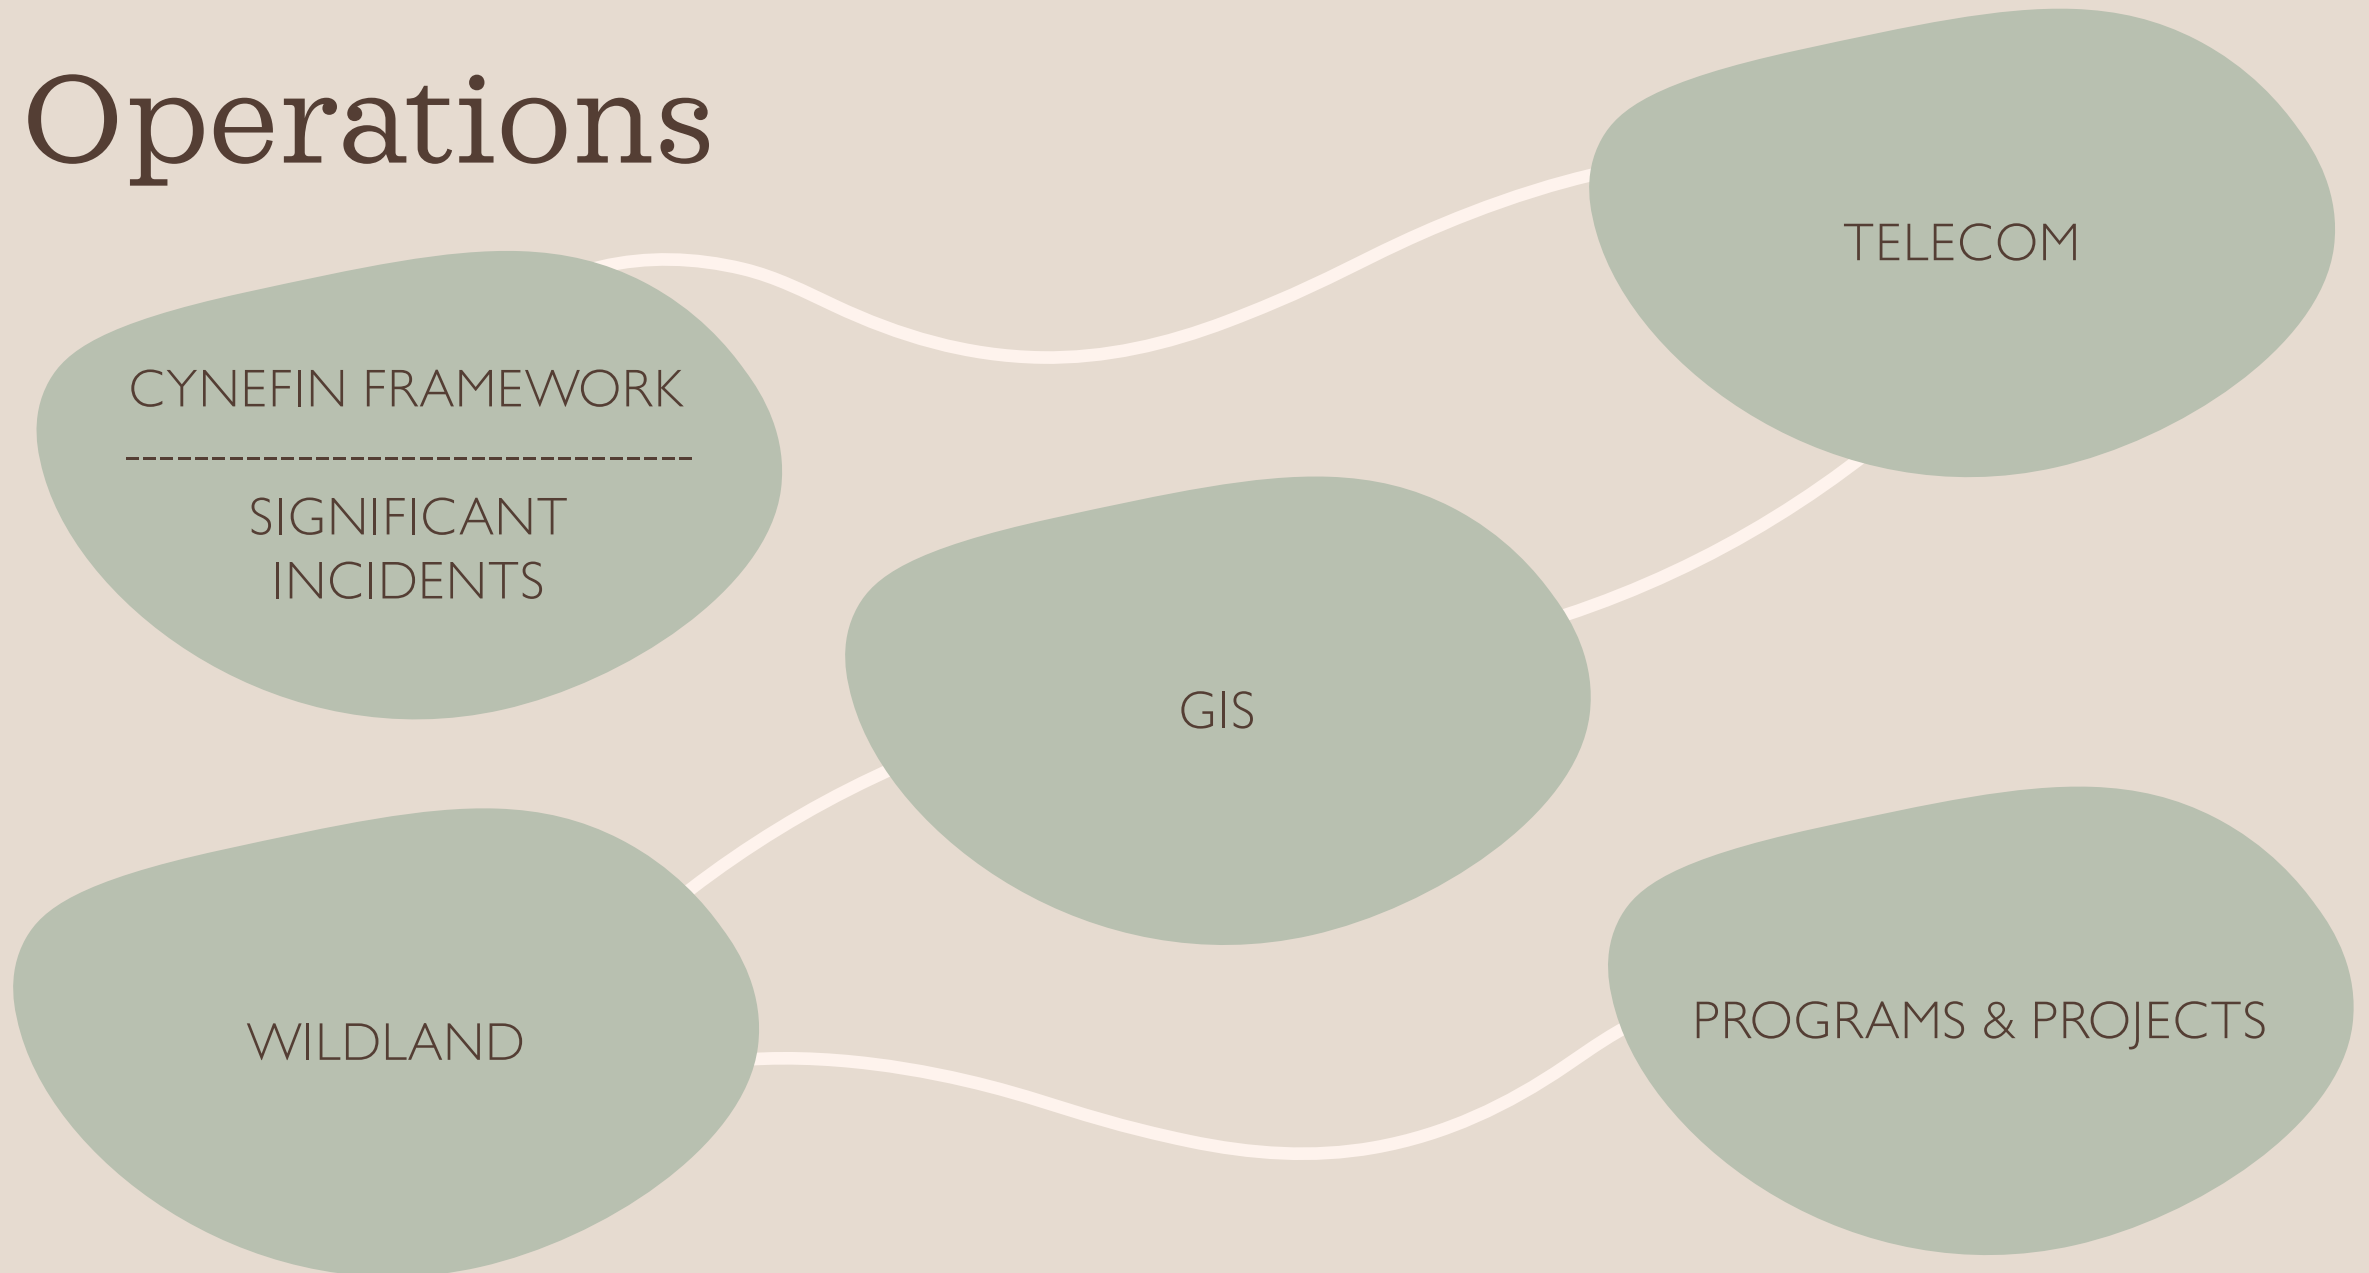 Operations
CYNEFIN FRAMEWORK
SIGNIFICANT
INCIDENTS
TELECOM
GIS
WILDLAND
PROGRAMS & PROJECTS